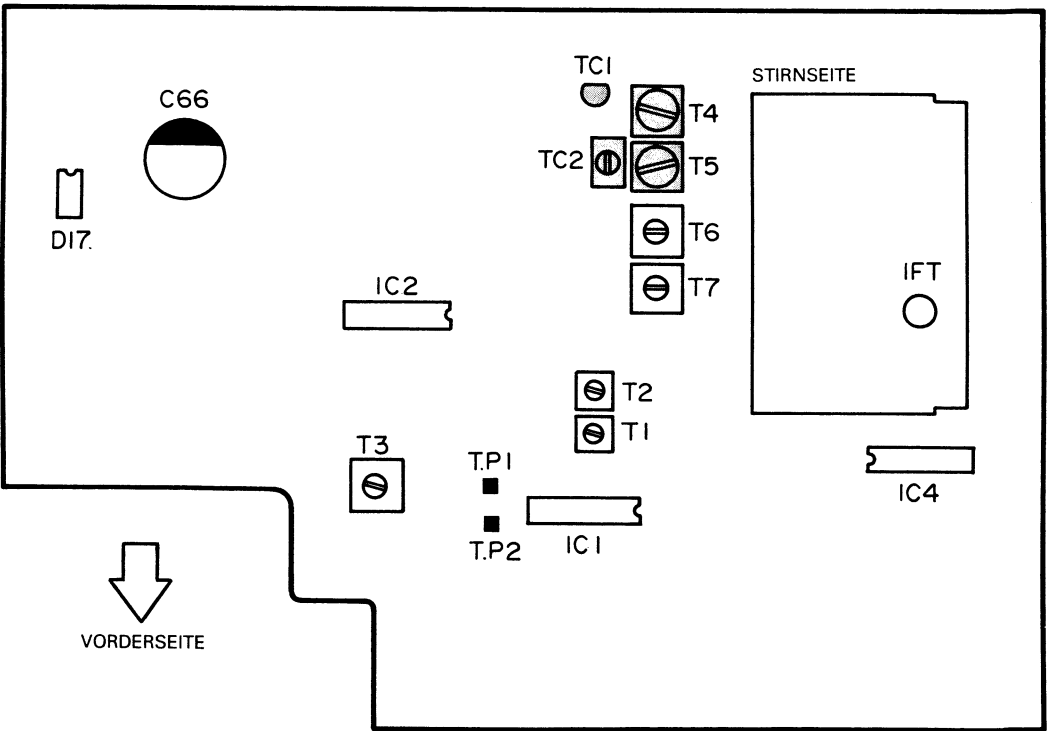 TC1
STIRNSEITE
C66
T4
TC2
T5
D17.
T6
IFT
IC2
T7
T2
T1
T3
T.P1
IC4
T.P2
IC1
VORDERSEITE